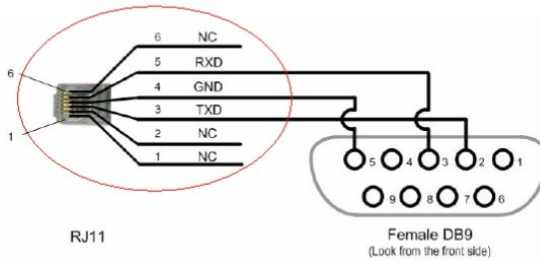 6 NC
5 RXD
4 GND
3 TXD
2 NC
1 NC
6
1
5 4 3 2 1
9 8 7 6
RJ11
Female DB9
(Look from the front side)